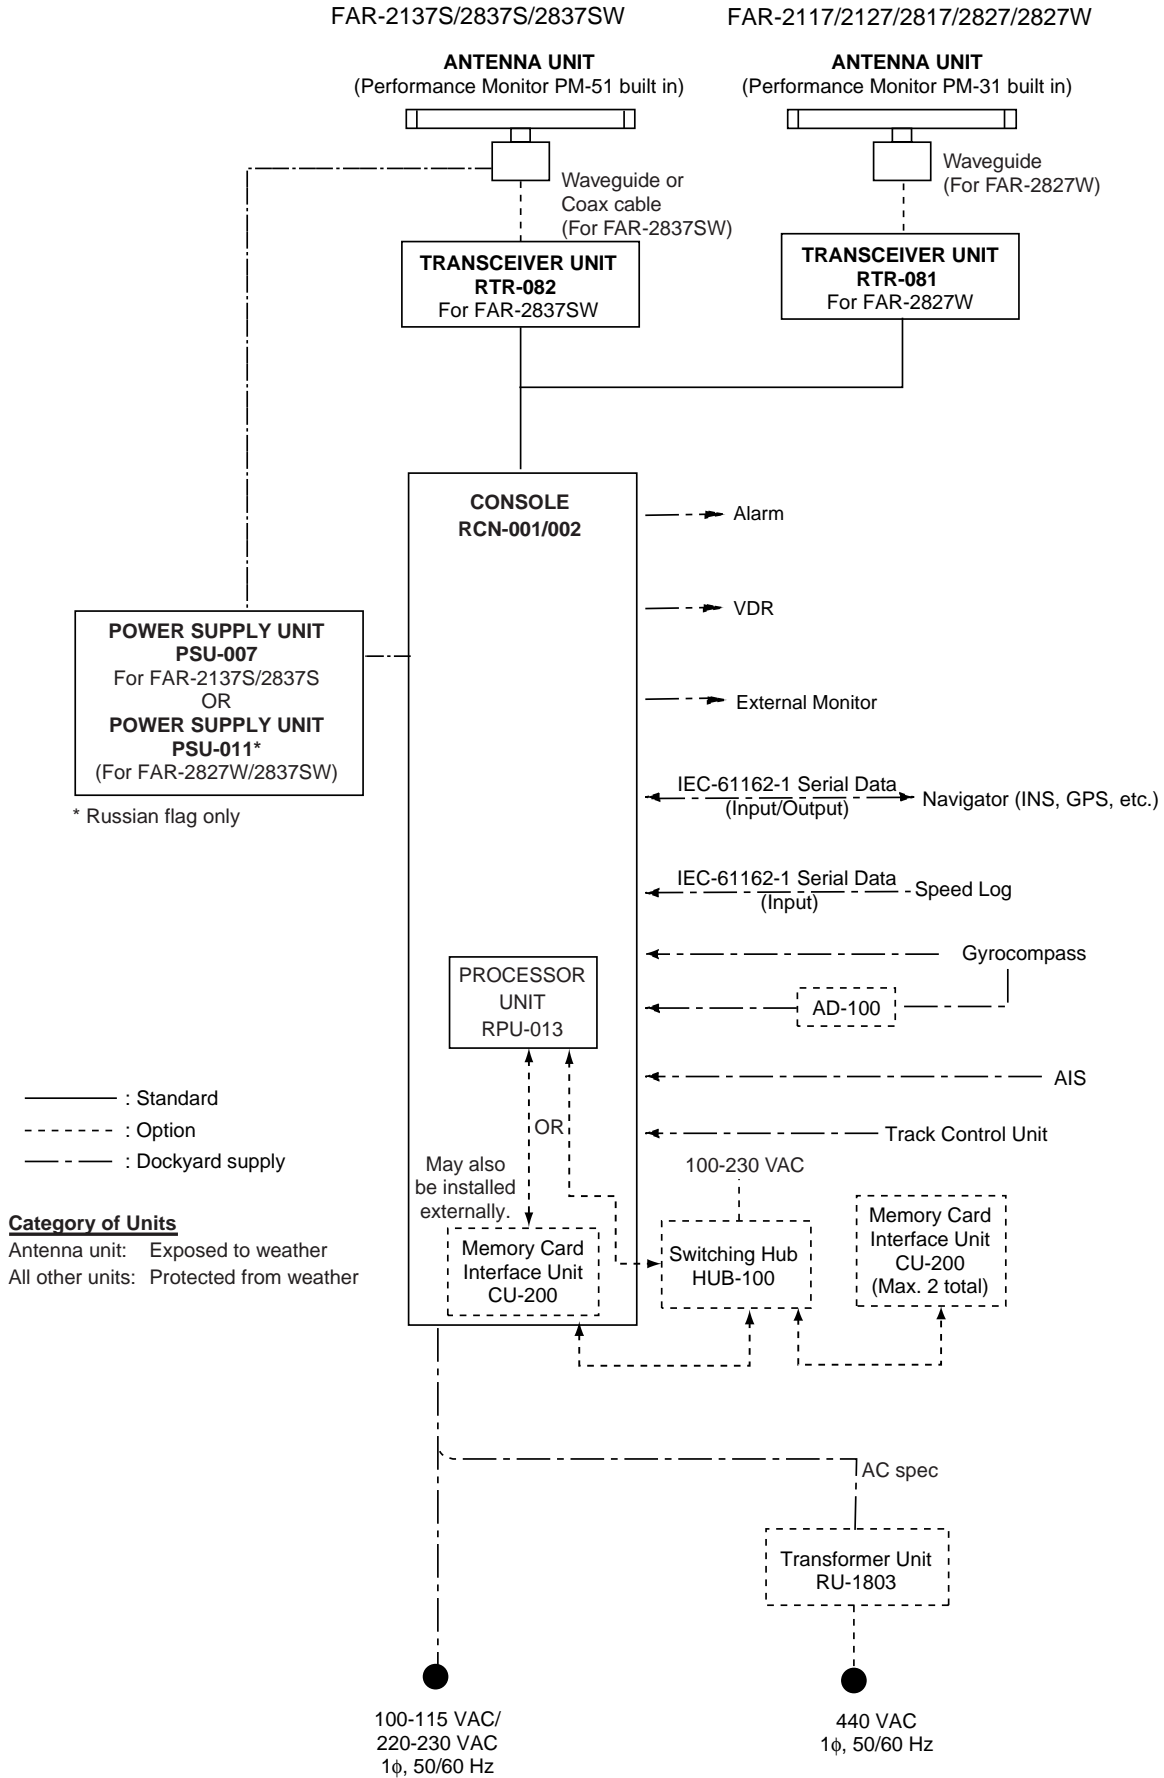 FAR-2137S/2837S/2837SW
FAR-2117/2127/2817/2827/2827W
ANTENNA UNIT
(Performance Monitor PM-51 built in)
ANTENNA UNIT
(Performance Monitor PM-31 built in)
Waveguide or
Coax cable
(For FAR-2837SW)
Waveguide
(For FAR-2827W)
TRANSCEIVER UNIT
RTR-082
For FAR-2837SW
TRANSCEIVER UNIT
RTR-081
For FAR-2827W
CONSOLE
RCN-001/002
Alarm
VDR
External Monitor
POWER SUPPLY UNIT
PSU-007
For FAR-2137S/2837S
OR
POWER SUPPLY UNIT
PSU-011*
(For FAR-2827W/2837SW)
* Russian flag only
IEC-61162-1 Serial Data
(Input/Output)
Navigator (INS, GPS, etc.)
IEC-61162-1 Serial Data
(Input)
Speed Log
Gyrocompass
AD-100
PROCESSOR
UNIT
RPU-013
AIS
Track Control Unit
: Standard
: Option
: Dockyard supply
OR
May also
be installed
externally.
100-230 VAC
Category of Units
Antenna unit: Exposed to weather
All other units: Protected from weather
Memory Card
Interface Unit
CU-200
Switching Hub
HUB-100
Memory Card
Interface Unit
CU-200
(Max. 2 total)
AC spec
Transformer Unit
RU-1803
100-115 VAC/
220-230 VAC
1ϕ, 50/60 Hz
440 VAC
1ϕ, 50/60 Hz